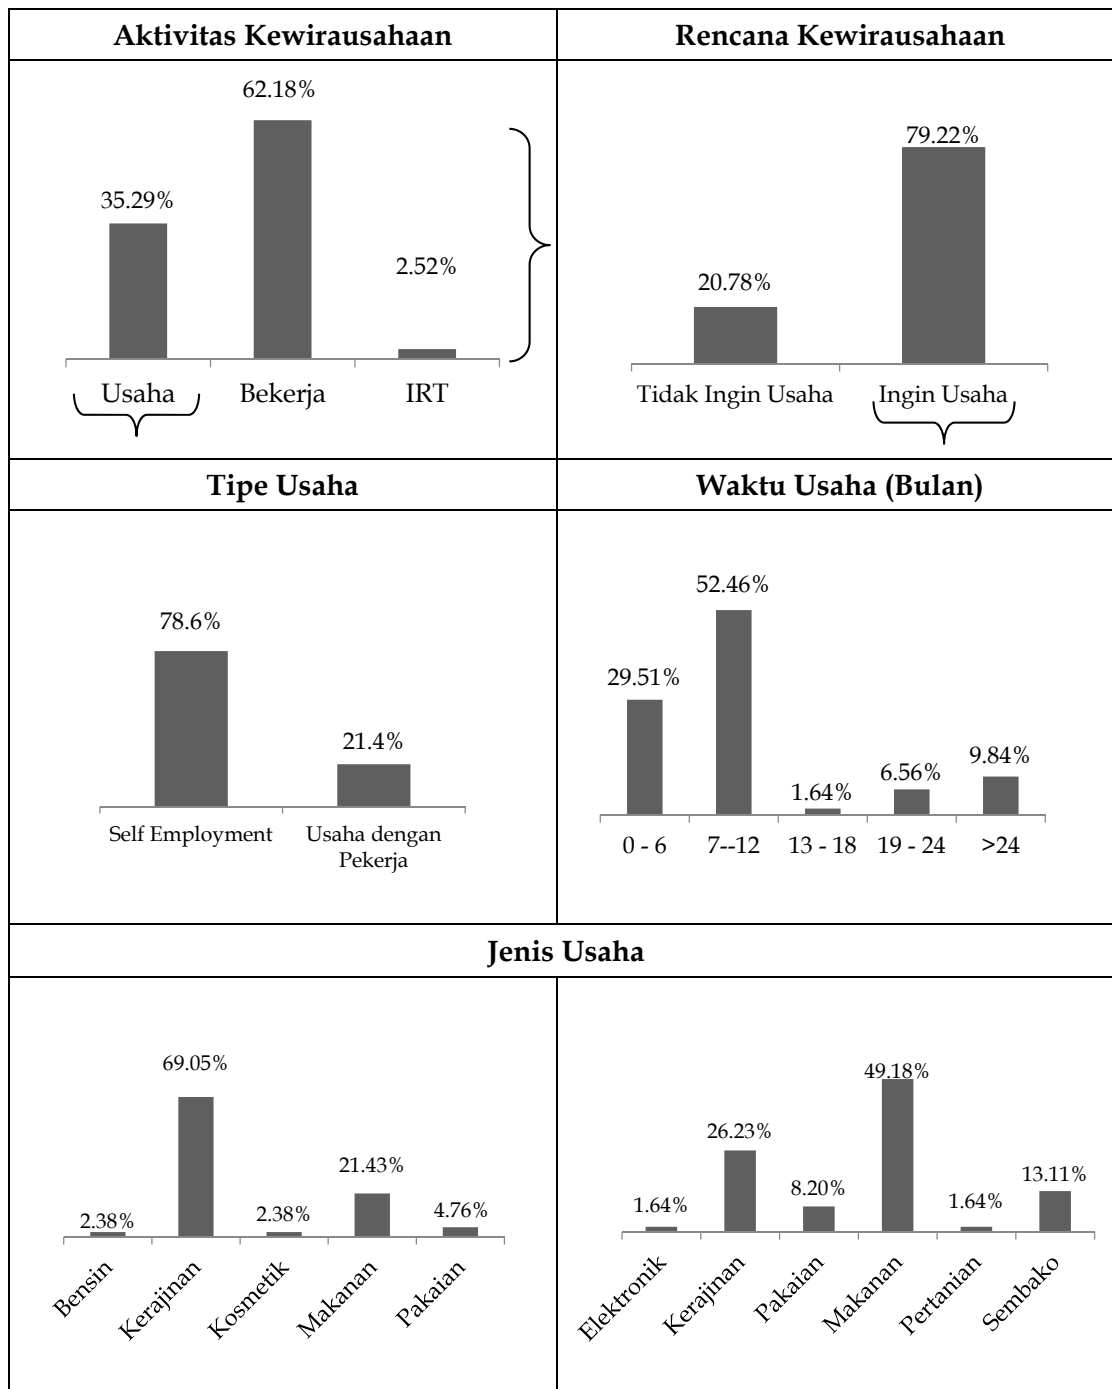 Aktivitas Kewirausahaan
Rencana Kewirausahaan
62.18%
35.29%
2.52%
Usaha Bekerja IRT
79.22%
20.78%
Tidak Ingin Usaha Ingin Usaha
Tipe Usaha
Waktu Usaha (Bulan)
78.6%
21.4%
Self Employment Usaha dengan
Pekerja
52.46%
29.51%
9.84%
6.56%
1.64%
0 - 6 7--12 13 - 18 19 - 24 >24
Jenis Usaha
69.05%
21.43%
4.76%
2.38%
2.38%
Bensin
Kerajinan
Kosmetik
Makanan
Pakaian
49.18%
26.23%
13.11%
8.20%
1.64%
1.64%
Elektronik
Kerajinan
Pakaian
Makanan
Pertanian
Sembako